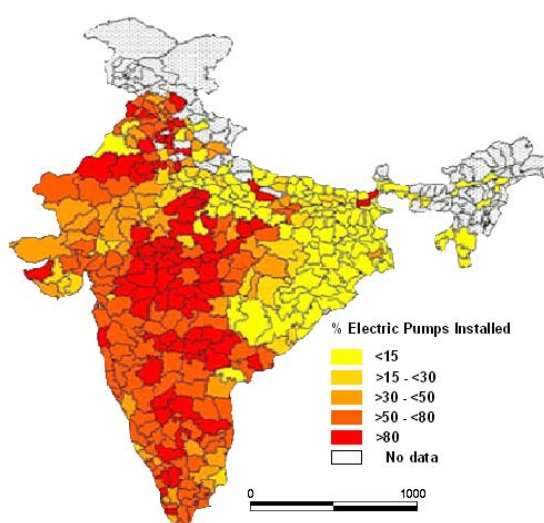 % Electric Pumps Installed
<15
>15 - <30
>30 - <50
>50 - <80
>80
No data
0 1000